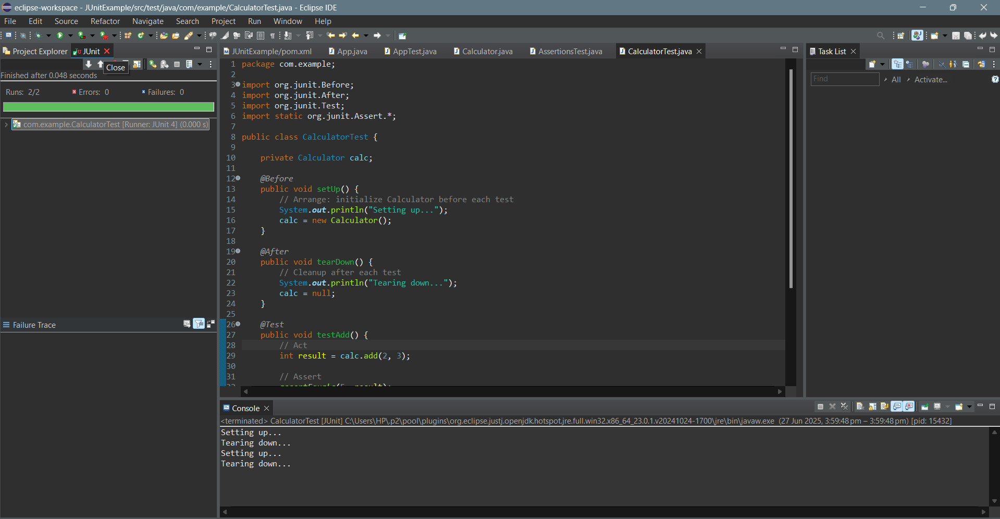 eclipse-workspace - JUnitExample/src/test/java/com/example/CalculatorTest.java - Eclipse IDE
File Edit Source Refactor Navigate Search Project Run Window Help
Project Explorer JUnit
Close
Finished after 0.048 seconds
Runs: 2/2 Errors: 0 Failures: 0
com.example.CalculatorTest [Runner: JUnit 4] (0.000 s)
Failure Trace
JUnitExample/pom.xml App.java AppTest.java Calculator.java AssertionsTest.java CalculatorTest.java
1 package com.example;
2
3 import org.junit.Before;
4 import org.junit.After;
5 import org.junit.Test;
6 import static org.junit.Assert.*;
7
8 public class CalculatorTest {
9
10 private Calculator calc;
11
12 @Before
13 public void setUp() {
14 // Arrange: initialize Calculator before each test
15 System.out.println("Setting up...");
16 calc = new Calculator();
17 }
18
19 @After
20 public void tearDown() {
21 // Cleanup after each test
22 System.out.println("Tearing down...");
23 calc = null;
24 }
25
26 @Test
27 public void testAdd() {
28 // Act
29 int result = calc.add(2, 3);
30
31 // Assert
Task List
Find All Activate...
Console
<terminated> CalculatorTest [JUnit] C:\Users\HP\.p2\pool\plugins\org.eclipse.justj.openjdk.hotspot.jre.full.win32.x86_64_23.0.1.v20241024-1700\jre\bin\javaw.exe (27 Jun 2025, 3:59:48 pm – 3:59:48 pm) [pid: 15432]
Setting up...
Tearing down...
Setting up...
Tearing down...